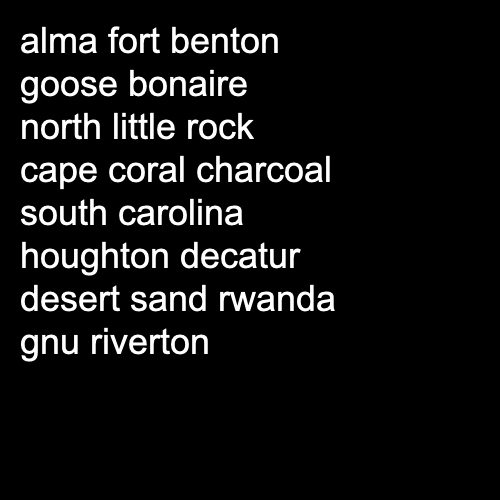 alma fort benton
goose bonaire
north little rock
cape coral charcoal
south carolina
houghton decatur
desert sand rwanda
gnu riverton